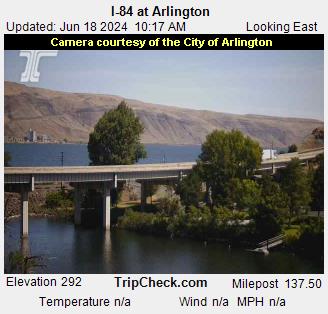 I-84 at Arlington
Updated: Jun 18 2024 10:17 AM Looking East
Camera courtesy of the City of Arlington
Elevation 292 TripCheck.com Milepost 137.50
Temperature n/a Wind n/a MPH n/a